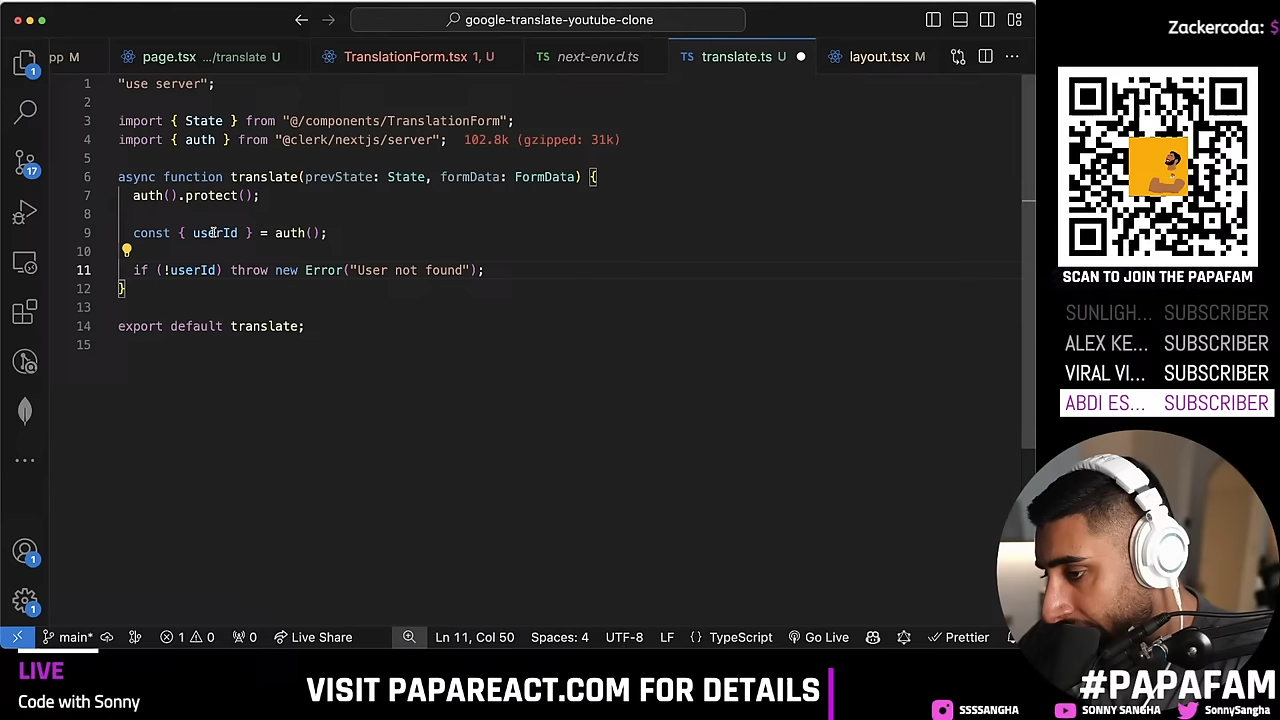 google-translate-youtube-clone
Zackercoda: $
pp M
page.tsx .../translate U
TranslationForm.tsx 1, U
TS next-env.d.ts
TS translate.ts U
layout.tsx M
1 "use server";
2
3 import { State } from "@/components/TranslationForm";
4 import { auth } from "@clerk/nextjs/server"; 102.8k (gzipped: 31k)
5
6 async function translate(prevState: State, formData: FormData) {
7 auth().protect();
8
9 const { userId } = auth();
10
11 if (!userId) throw new Error("User not found");
12 }
13
14 export default translate;
15
1
17
1
1
SCAN TO JOIN THE PAPAFAM
SUNLIGH... SUBSCRIBER
ALEX KE... SUBSCRIBER
VIRAL VI... SUBSCRIBER
ABDI ES... SUBSCRIBER
main* 1 0 0 Live Share Ln 11, Col 50 Spaces: 4 UTF-8 LF {} TypeScript Go Live Prettier
LIVE
Code with Sonny
VISIT PAPAREACT.COM FOR DETAILS
#PAPAFAM
SSSSANGHA SONNY SANGHA SonnySangha